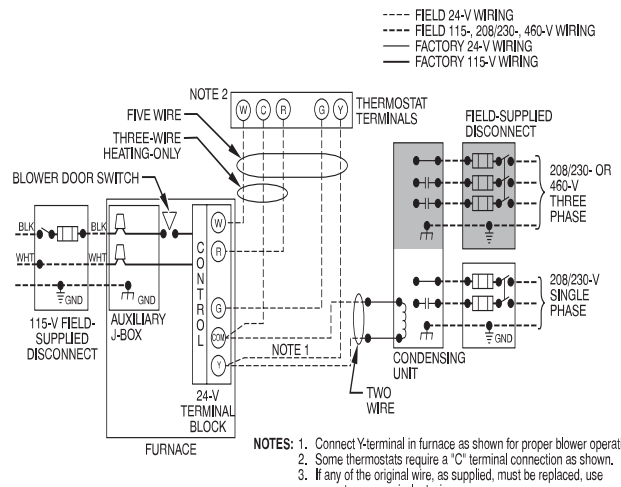 FIELD 24-V WIRING
FIELD 115-, 208/230-, 460-V WIRING
FACTORY 24-V WIRING
FACTORY 115-V WIRING
NOTE 2
W C R G Y
THERMOSTAT
TERMINALS
FIVE WIRE
THREE-WIRE
HEATING-ONLY
BLOWER DOOR SWITCH
FIELD-SUPPLIED
DISCONNECT
208/230- OR
460-V
THREE
PHASE
BLK
BLK
WHT
WHT
GND
GND
CONTROL
W
R
G
COM
Y
NOTE 1
115-V FIELD-
SUPPLIED
DISCONNECT
AUXILIARY
J-BOX
24-V
TERMINAL
BLOCK
FURNACE
TWO
WIRE
CONDENSING
UNIT
GND
208/230-V
SINGLE
PHASE
NOTES: 1. Connect Y-terminal in furnace as shown for proper blower operati
2. Some thermostats require a "C" terminal connection as shown.
3. If any of the original wire, as supplied, must be replaced, use